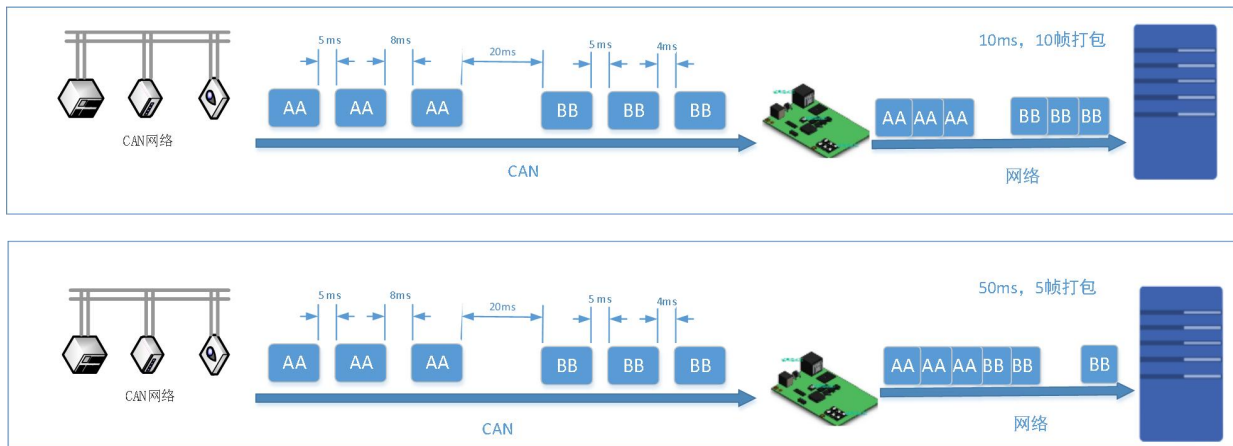 5ms 8ms 20ms 5ms 4ms
10ms，10帧打包
AA AA AA BB BB BB
AA AA AA BB BB BB
CAN网络
CAN
网络
5ms 8ms 20ms 5ms 4ms
50ms，5帧打包
AA AA AA BB BB BB
AA AA AA BB BB BB
CAN网络
CAN
网络